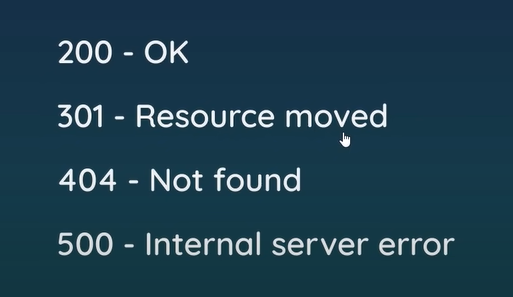 200 - OK
301 - Resource moved
404 - Not found
500 - Internal server error